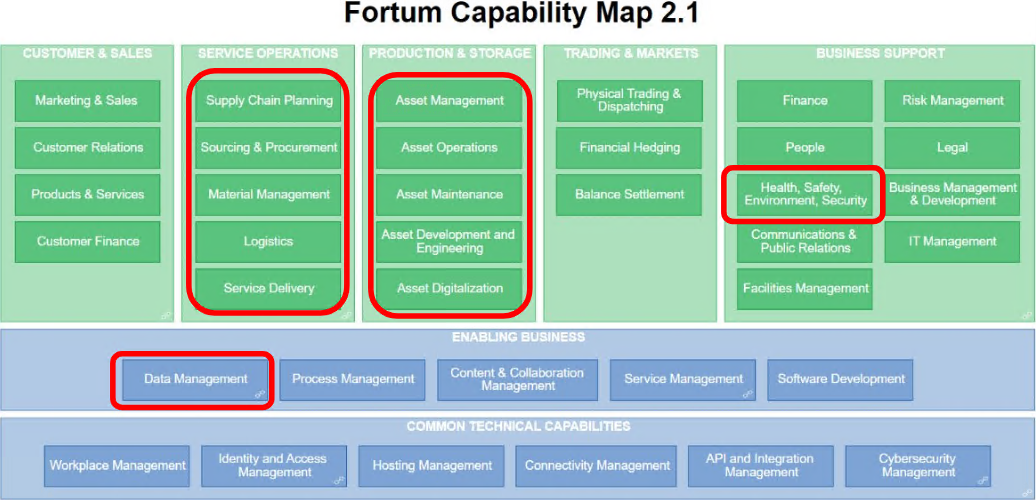 Fortum Capability Map 2.1
CUSTOMER & SALES
Marketing & Sales
Customer Relations
Products & Services
Customer Finance
SERVICE OPERATIONS
Supply Chain Planning
Sourcing & Procurement
Material Management
Logistics
Service Delivery
PRODUCTION & STORAGE
Asset Management
Asset Operations
Asset Maintenance
Asset Development and
Engineering
Asset Digitalization
TRADING & MARKETS
Physical Trading &
Dispatching
Financial Hedging
Balance Settlement
BUSINESS SUPPORT
Finance
People
Health, Safety,
Environment, Security
Communications &
Public Relations
Facilities Management
Risk Management
Legal
Business Management
& Development
IT Management
ENABLING BUSINESS
Data Management
Process Management
Content & Collaboration
Management
Service Management
Software Development
COMMON TECHNICAL CAPABILITIES
Workplace Management
Identity and Access
Management
Hosting Management
Connectivity Management
API and Integration
Management
Cybersecurity
Management